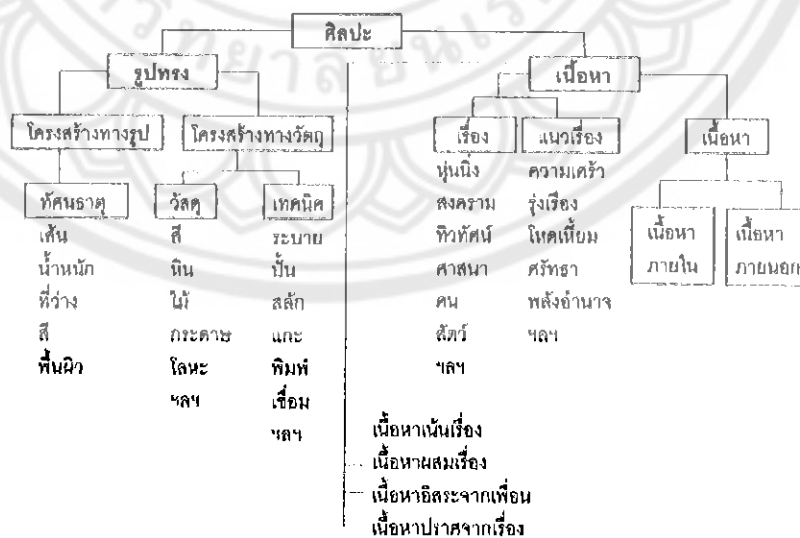 ศิลปะ
รูปทรง
เนื้อหา
โครงสร้างทางรูป
โครงสร้างทางวัตถุ
เรื่อง
แนวเรื่อง
เนื้อหา
ทัศนธาตุ
เส้น
น้ำหนัก
ที่ว่าง
สี
พื้นผิว
วัสดุ
สี
หิน
ไม้
กระดาษ
โลหะ
ฯลฯ
เทคนิค
ระบาย
ปั้น
สลัก
แกะ
พิมพ์
เชื่อม
ฯลฯ
หุ่นนิ่ง
สงคราม
ทิวทัศน์
ศาสนา
คน
สัตว์
ฯลฯ
ความเศร้า
รุ่งเรือง
โหดเหี้ยม
ศรัทธา
พลังอำนาจ
ฯลฯ
เนื้อหา
ภายใน
เนื้อหา
ภายนอก
เนื้อหาเน้นเรื่อง
เนื้อหาผสมเรื่อง
เนื้อหาอิสระจากเพื่อน
เนื้อหาปราศจากเรื่อง